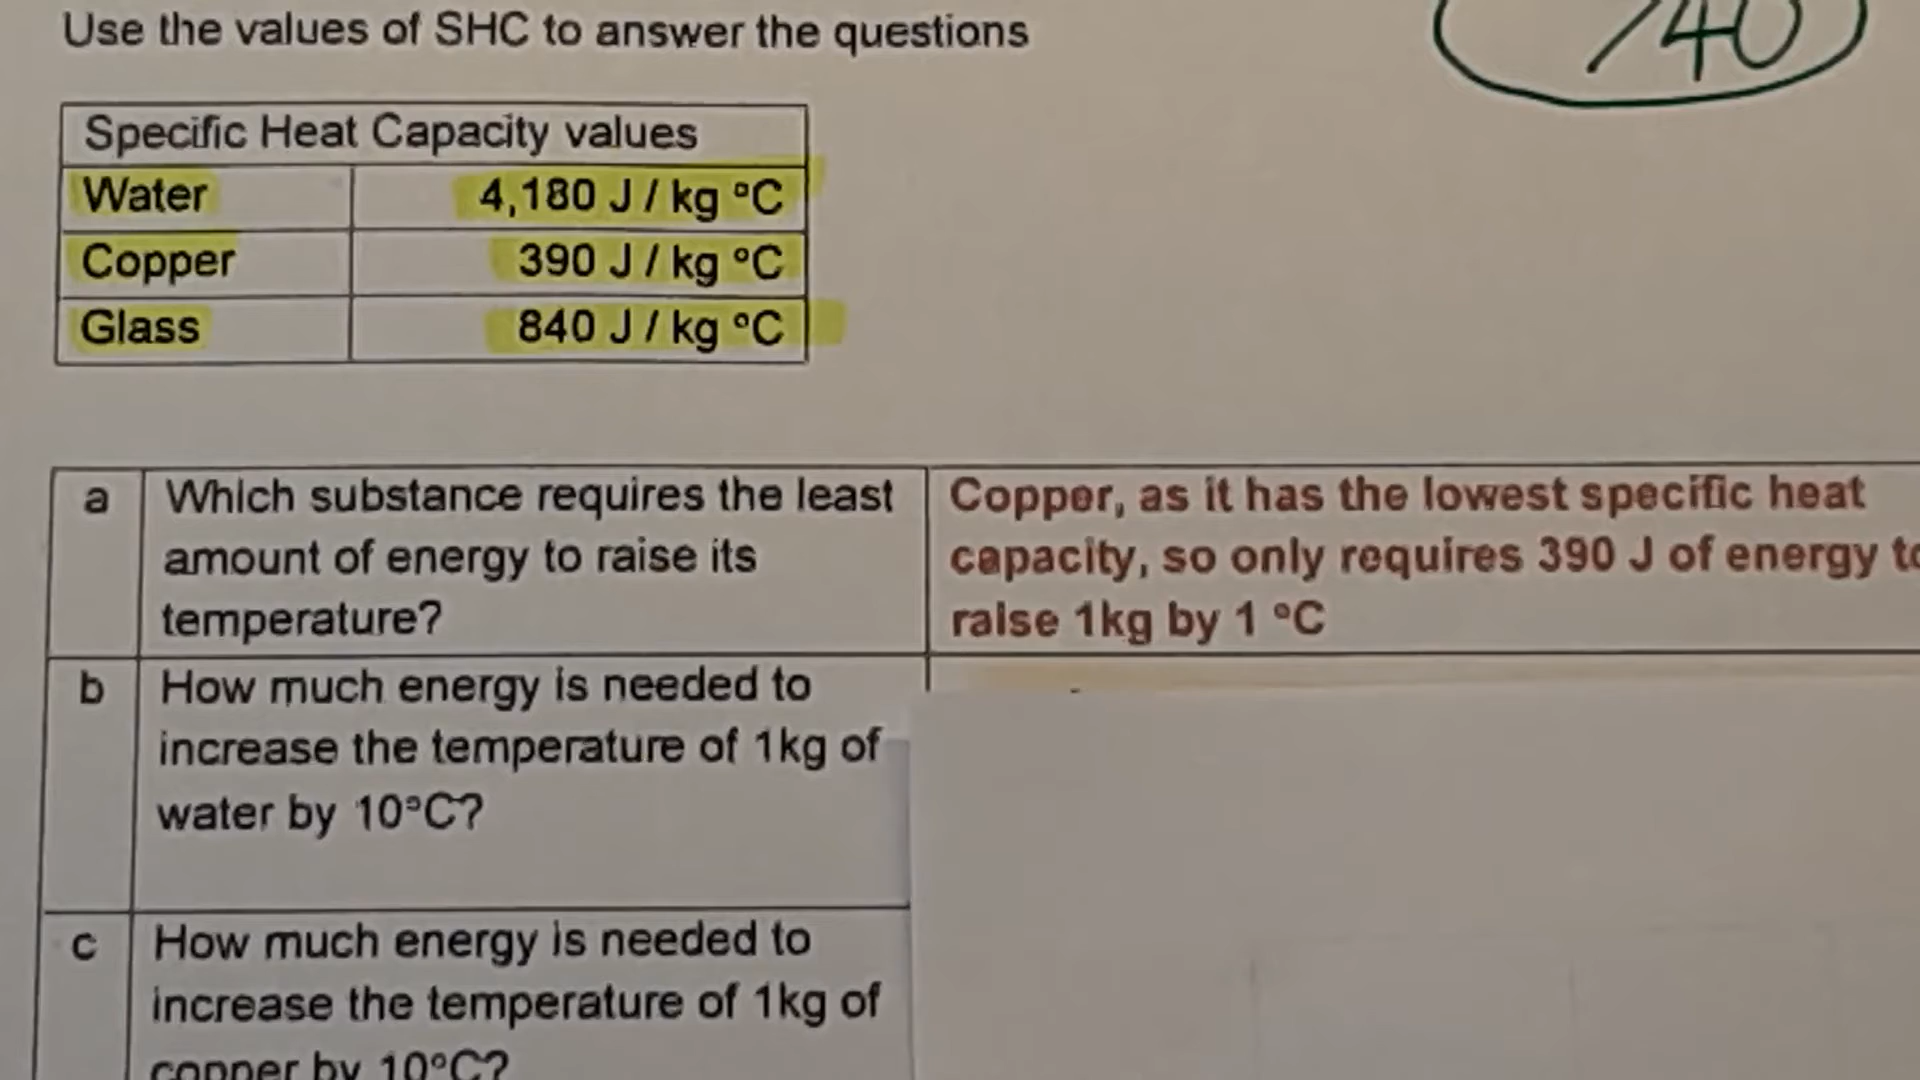 Use the values of SHC to answer the questions
/40
Specific Heat Capacity values
Water 4,180 J / kg °C
Copper 390 J / kg °C
Glass 840 J / kg °C
a Which substance requires the least
amount of energy to raise its
temperature?
Copper, as it has the lowest specific heat
capacity, so only requires 390 J of energy to
raise 1kg by 1 °C
b How much energy is needed to
increase the temperature of 1kg of
water by 10°C?
c How much energy is needed to
increase the temperature of 1kg of
copper by 10°C?